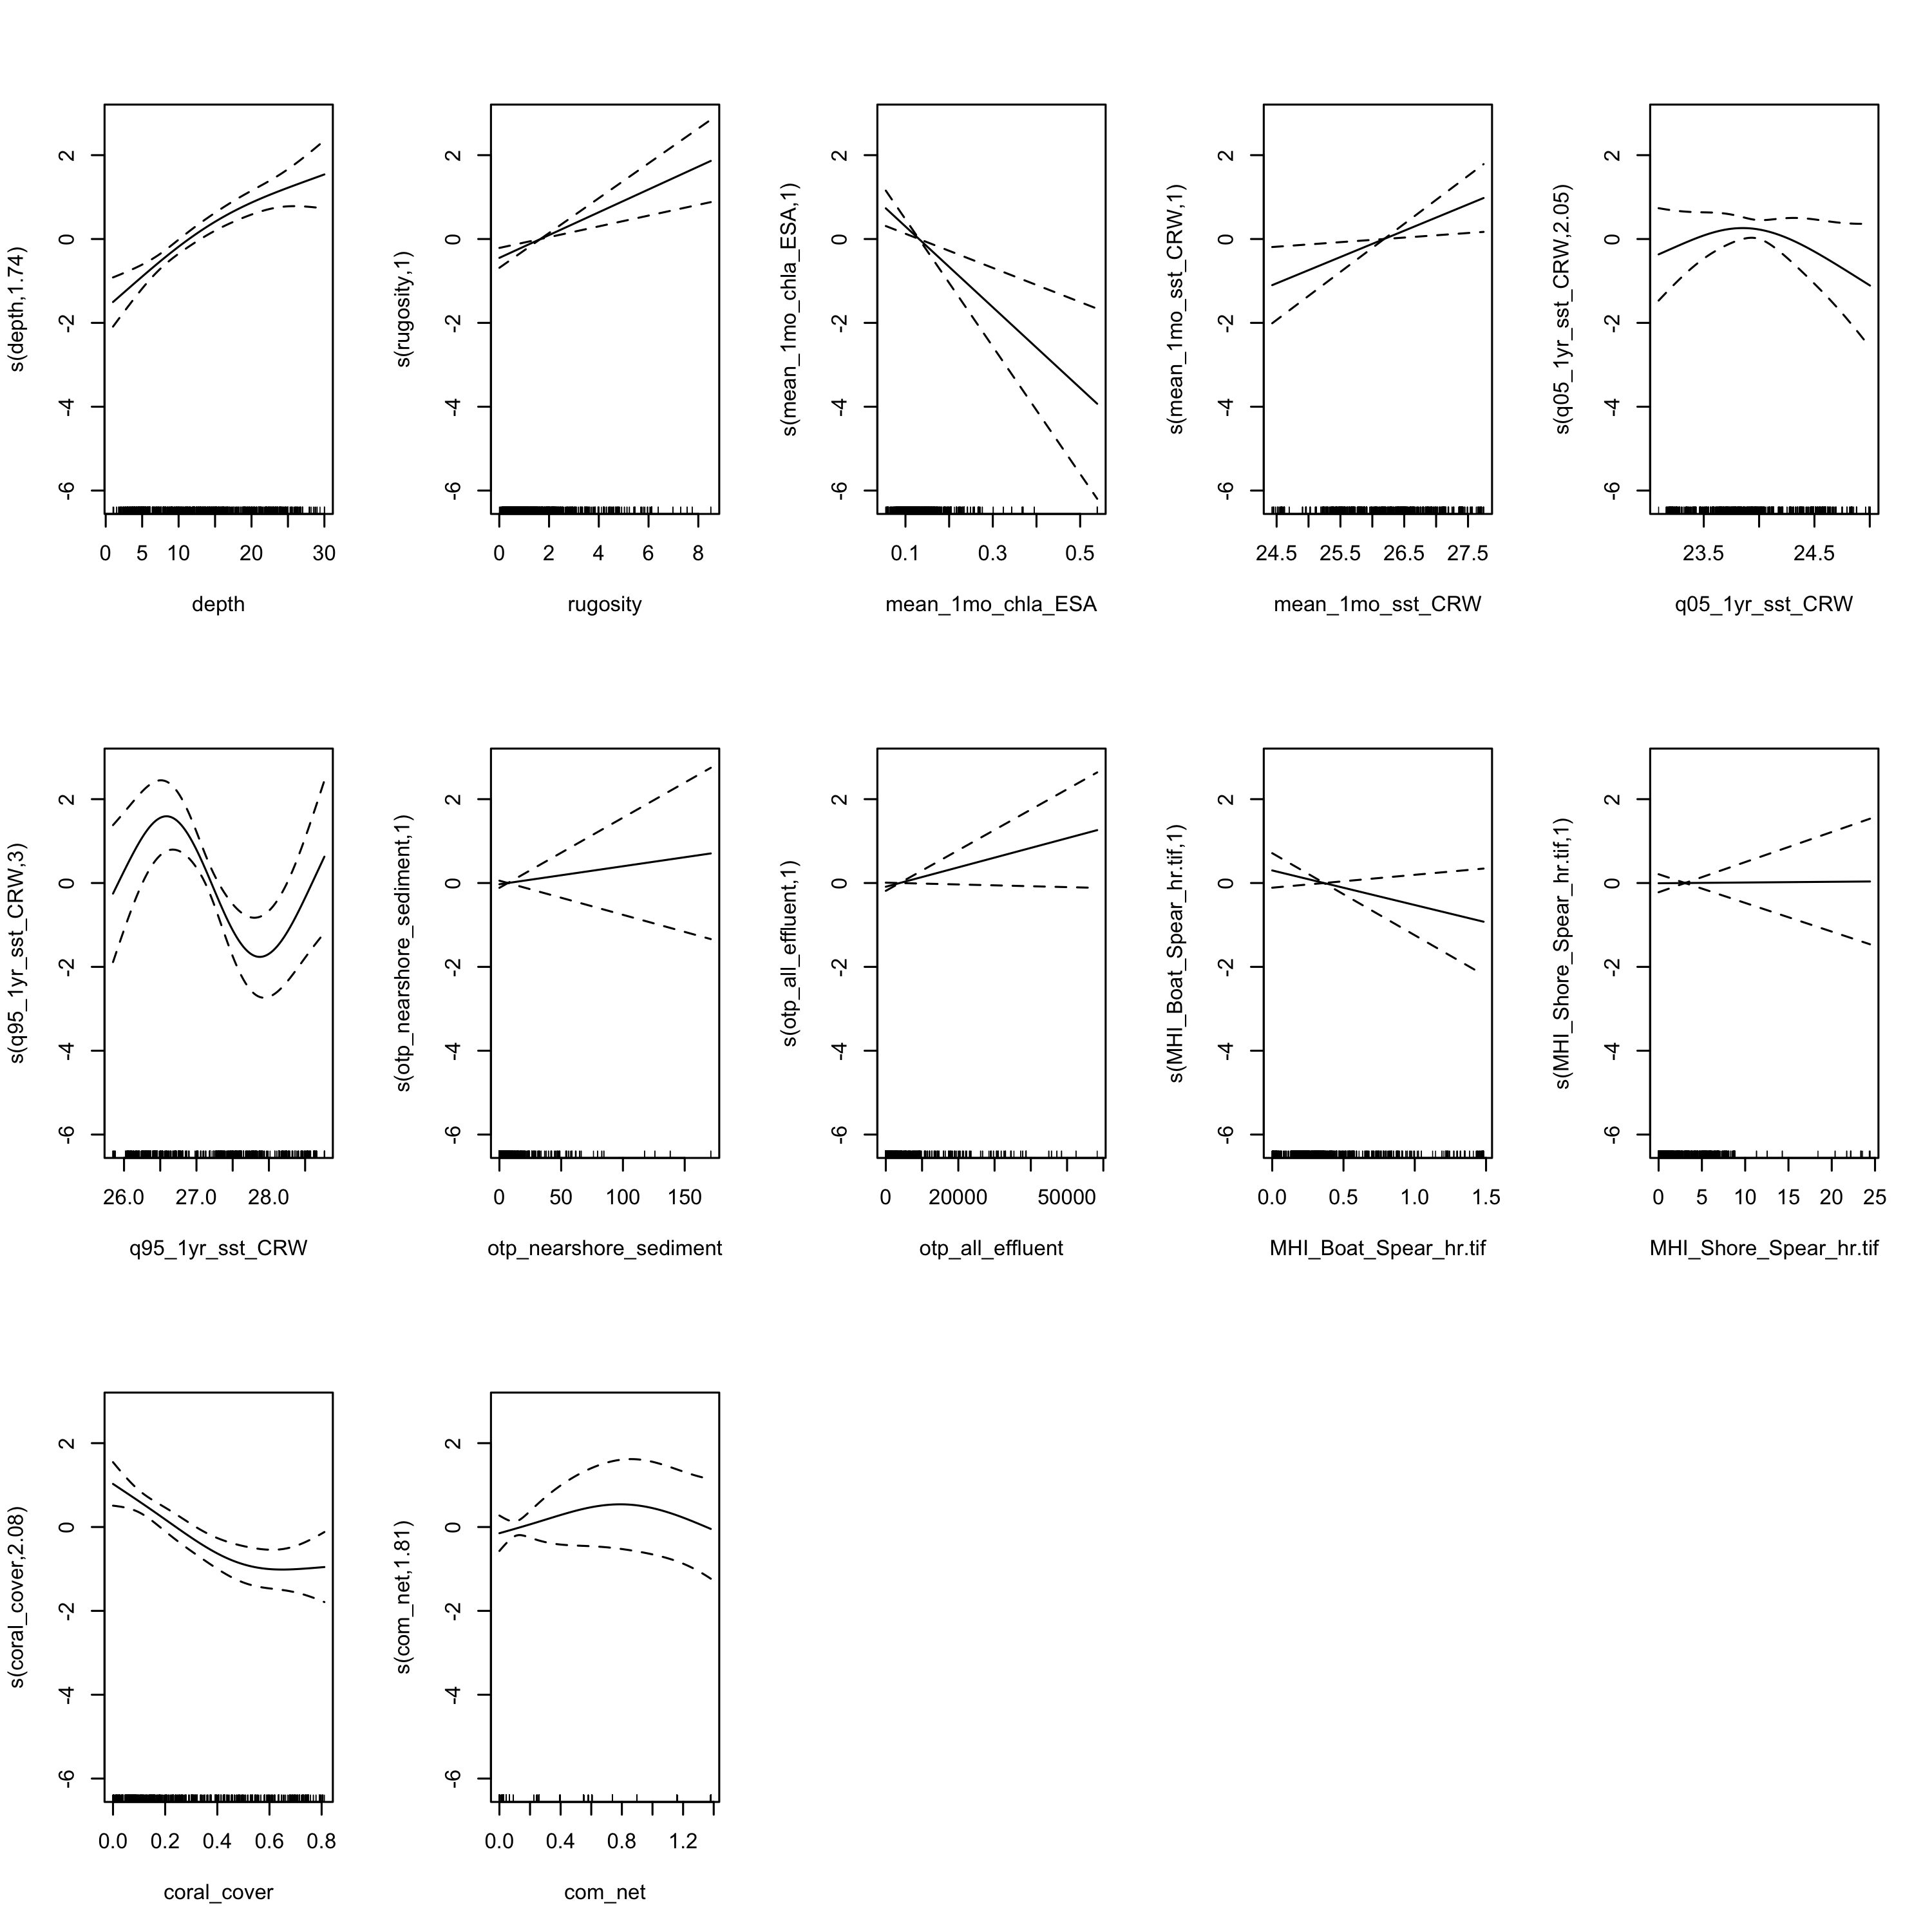 s(depth,1.74)
2
0
-2
-4
-6
0 5 10 20 30
depth
s(rugosity,1)
2
0
-2
-4
-6
0 2 4 6 8
rugosity
s(mean_1mo_chla_ESA,1)
2
0
-2
-4
-6
0.1 0.3 0.5
mean_1mo_chla_ESA
s(mean_1mo_sst_CRW,1)
2
0
-2
-4
-6
24.5 25.5 26.5 27.5
mean_1mo_sst_CRW
s(q05_1yr_sst_CRW,2.05)
2
0
-2
-4
-6
23.5 24.5
q05_1yr_sst_CRW
s(q95_1yr_sst_CRW,3)
2
0
-2
-4
-6
26.0 27.0 28.0
q95_1yr_sst_CRW
s(otp_nearshore_sediment,1)
2
0
-2
-4
-6
0 50 100 150
otp_nearshore_sediment
s(otp_all_effluent,1)
2
0
-2
-4
-6
0 20000 50000
otp_all_effluent
s(MHI_Boat_Spear_hr.tif,1)
2
0
-2
-4
-6
0.0 0.5 1.0 1.5
MHI_Boat_Spear_hr.tif
s(MHI_Shore_Spear_hr.tif,1)
2
0
-2
-4
-6
0 5 10 15 20 25
MHI_Shore_Spear_hr.tif
s(coral_cover,2.08)
2
0
-2
-4
-6
0.0 0.2 0.4 0.6 0.8
coral_cover
s(com_net,1.81)
2
0
-2
-4
-6
0.0 0.4 0.8 1.2
com_net